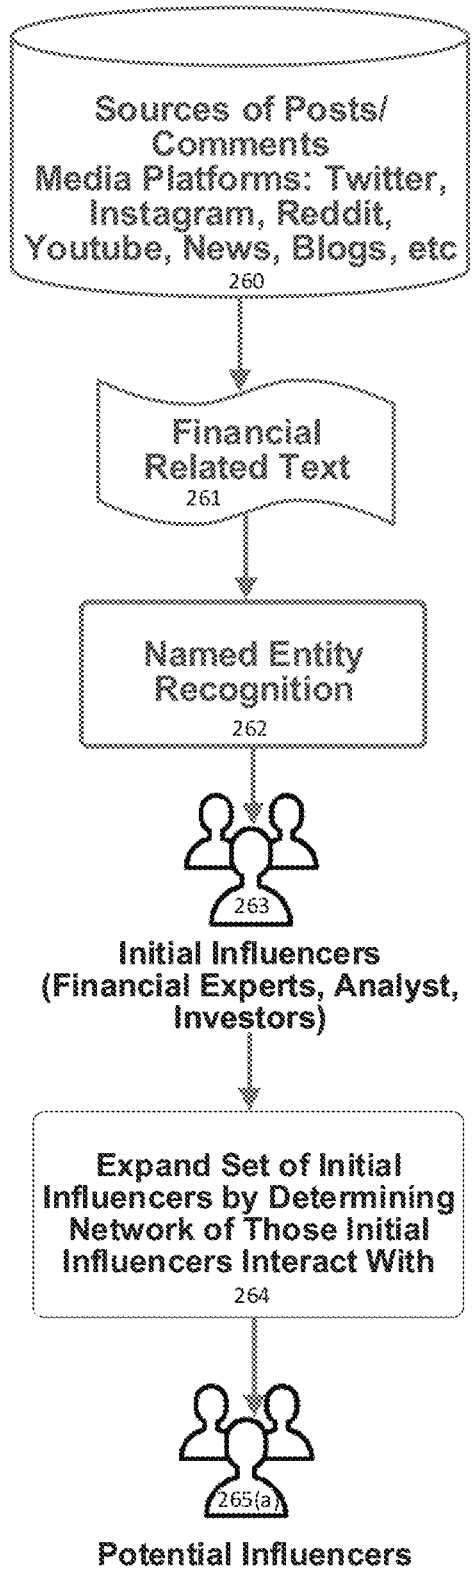 Sources of Posts/
Comments
Media Platforms: Twitter,
Instagram, Reddit,
Youtube, News, Blogs, etc
260
Financial
Related Text
261
Named Entity
Recognition
262
263
Initial Influencers
(Financial Experts, Analyst,
Investors)
Expand Set of Initial
Influencers by Determining
Network of Those Initial
Influencers Interact With
264
265(a)
Potential Influencers